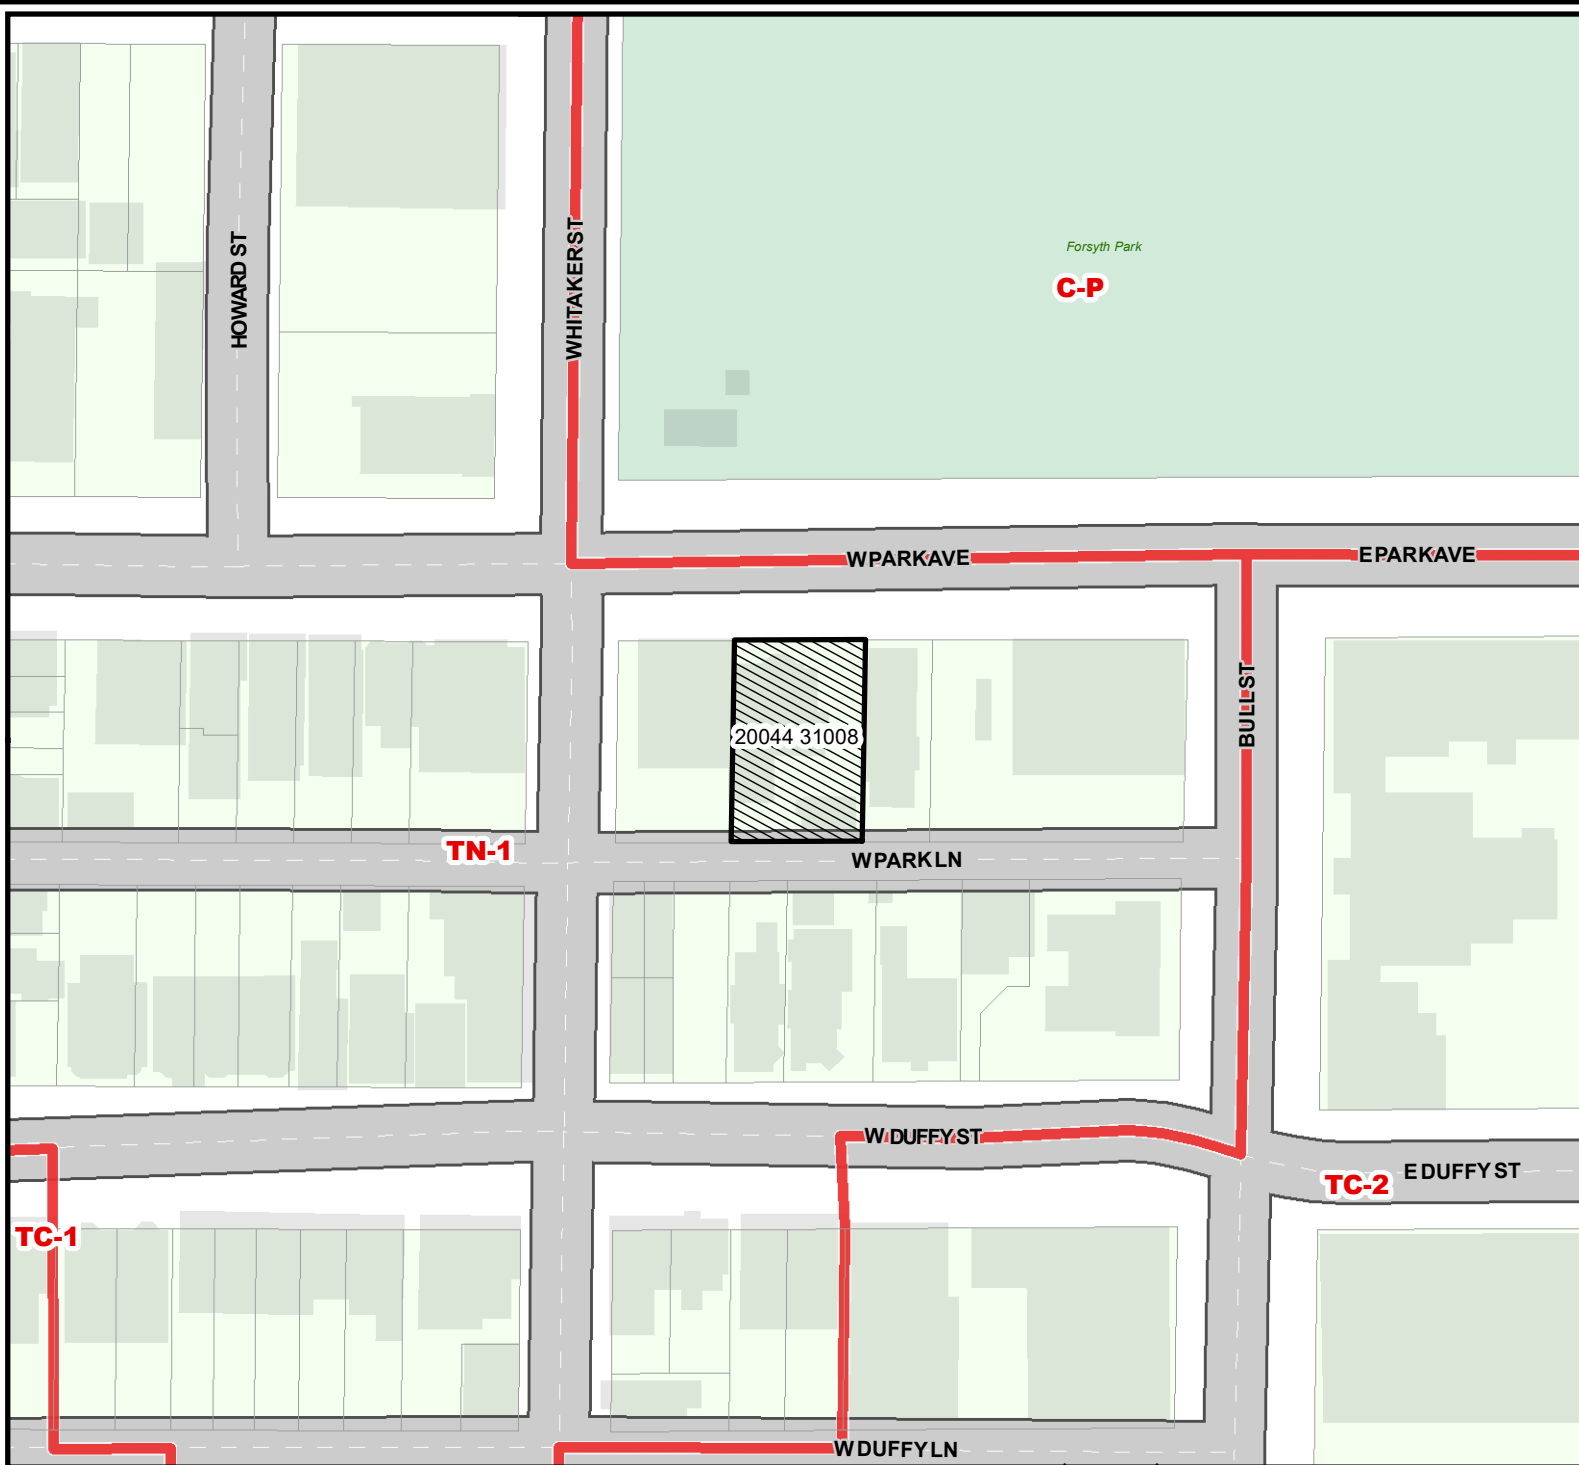 HOWARD ST
WHITAKER ST
Forsyth Park
C-P
W PARK AVE
E PARK AVE
BULL ST
20044 31008
TN-1
W PARK LN
W DUFFY ST
E DUFFY ST
TC-2
TC-1
W DUFFY LN